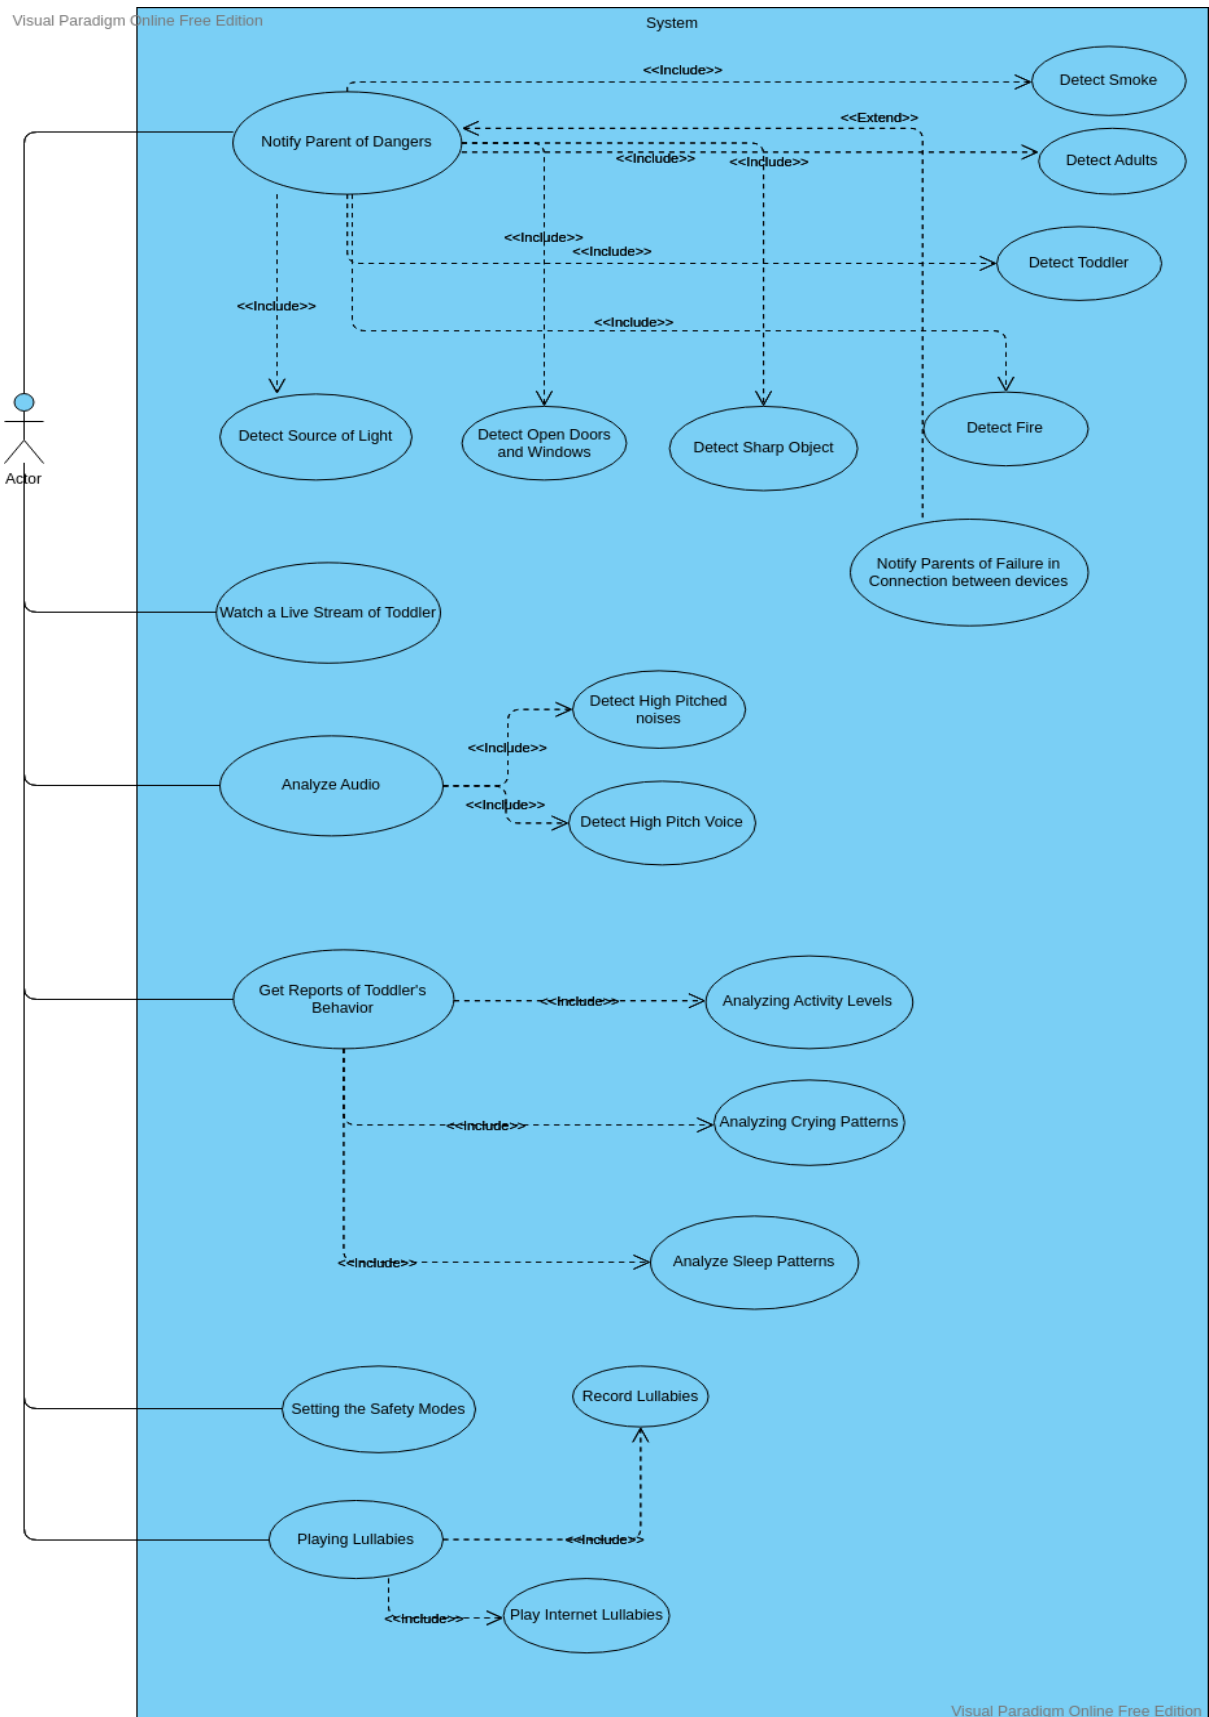 Visual Paradigm Online Free Edition
System
<<Include>>
Detect Smoke
<<Extend>>
Notify Parent of Dangers
<<Include>>
<<Include>>
Detect Adults
<<Include>>
<<Include>>
Detect Toddler
<<Include>>
<<Include>>
Detect Source of Light
Detect Open Doors
and Windows
Detect Sharp Object
Detect Fire
Actor
Notify Parents of Failure in
Connection between devices
Watch a Live Stream of Toddler
Detect High Pitched
noises
<<Include>>
Analyze Audio
<<Include>>
Detect High Pitch Voice
Get Reports of Toddler's
Behavior
<<Include>>
Analyzing Activity Levels
<<Include>>
Analyzing Crying Patterns
<<Include>>
Analyze Sleep Patterns
Record Lullabies
Setting the Safety Modes
Playing Lullabies
<<Include>>
<<Include>>
Play Internet Lullabies
Visual Paradigm Online Free Edition